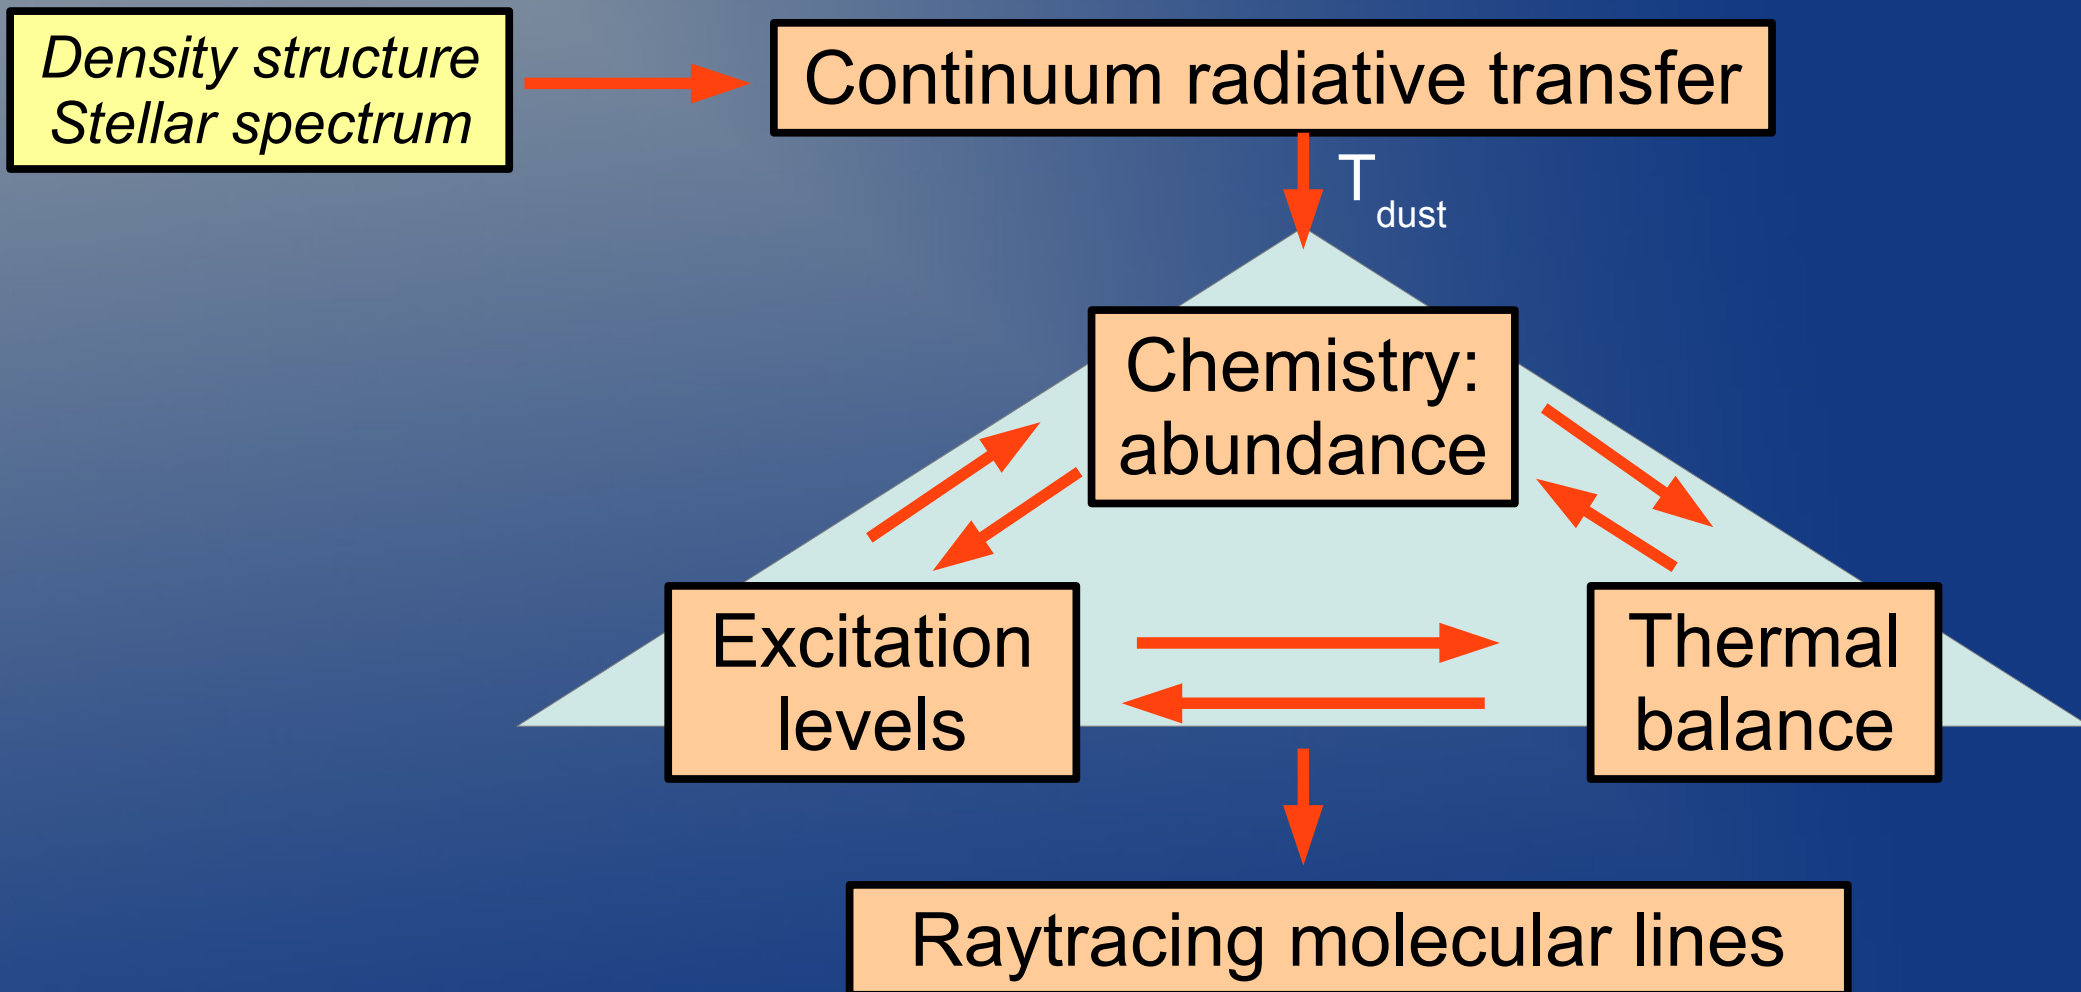 Density structure
Stellar spectrum
Continuum radiative transfer
T dust
Chemistry:
abundance
Excitation
levels
Thermal
balance
Raytracing molecular lines